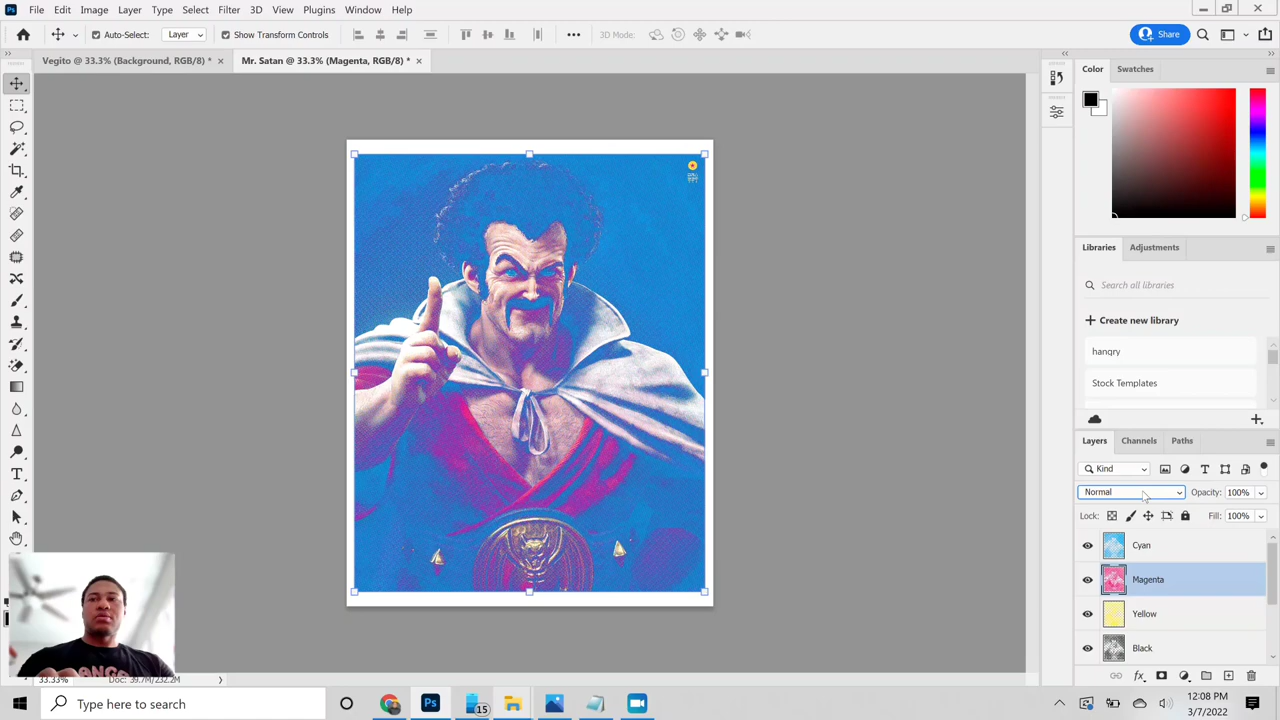 File Edit Image Layer Type Select Filter 3D View Plugins Window Help
Auto-Select: Layer Show Transform Controls 3D Mode: Share
Vegito @ 33.3% (Background, RGB/8) * × Mr. Satan @ 33.3% (Magenta, RGB/8) * ×
Color Swatches
Libraries Adjustments
Search all libraries
Create new library
hangry
Stock Templates
Layers Channels Paths
Kind
Normal Opacity: 100%
Lock: Fill: 100%
Cyan
Magenta
Yellow
Black
fx
33.33% Doc: 39.7M/232.2M
Type here to search
Ps
15
12:08 PM
3/7/2022